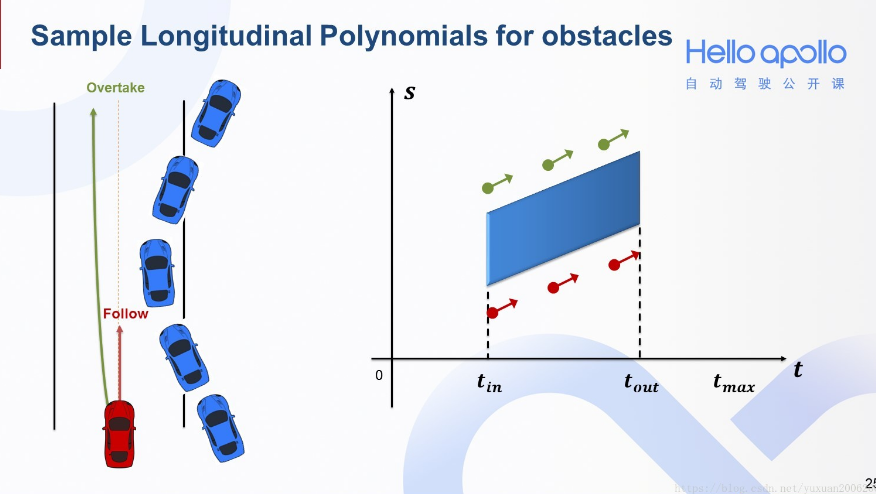 Sample Longitudinal Polynomials for obstacles
Hello apollo
自动驾驶公开课
Overtake
Follow
s
0
t_in
t_out
t_max
t
25